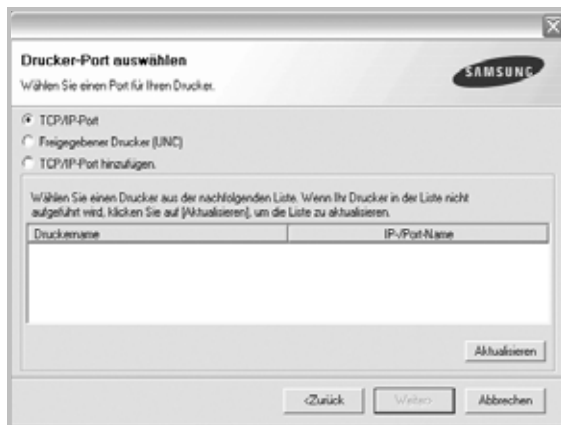 Drucker-Port auswählen
Wählen Sie einen Port für Ihren Drucker.
SAMSUNG
TCP/IP-Port
Freigegebener Drucker (UNC)
TCP/IP-Port hinzufügen.
Wählen Sie einen Drucker aus der nachfolgenden Liste. Wenn Ihr Drucker in der Liste nicht
aufgeführt wird, klicken Sie auf [Aktualisieren], um die Liste zu aktualisieren.
Druckername
IP-/Port-Name
Aktualisieren
<Zurück
Weiter>
Abbrechen